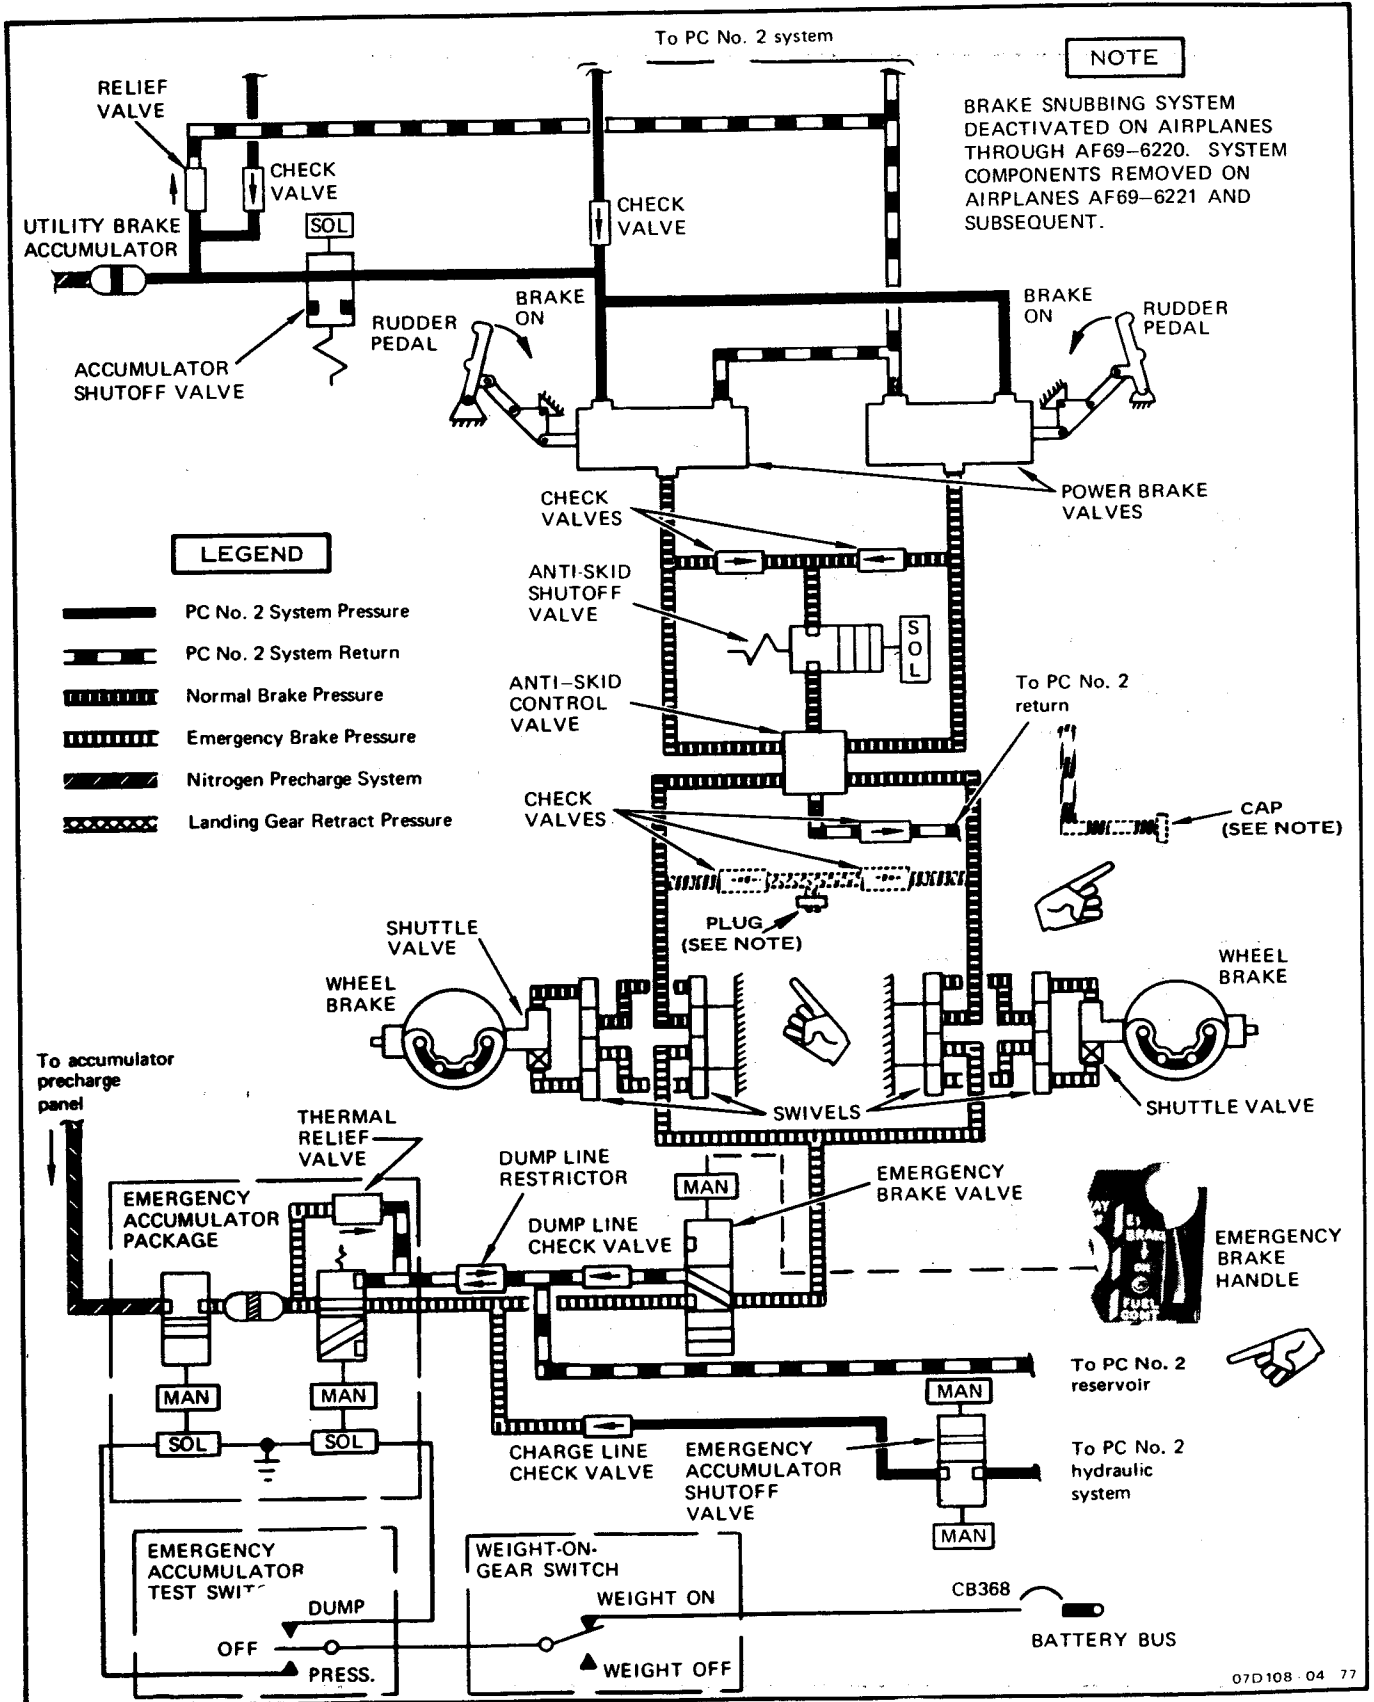 To PC No. 2 system
NOTE
BRAKE SNUBBING SYSTEM
DEACTIVATED ON AIRPLANES
THROUGH AF69–6220. SYSTEM
COMPONENTS REMOVED ON
AIRPLANES AF69–6221 AND
SUBSEQUENT.
RELIEF
VALVE
CHECK
VALVE
UTILITY BRAKE
ACCUMULATOR
SOL
CHECK
VALVE
ACCUMULATOR
SHUTOFF VALVE
RUDDER
PEDAL
BRAKE
ON
BRAKE
ON
RUDDER
PEDAL
CHECK
VALVES
POWER BRAKE
VALVES
LEGEND
PC No. 2 System Pressure
PC No. 2 System Return
Normal Brake Pressure
Emergency Brake Pressure
Nitrogen Precharge System
Landing Gear Retract Pressure
ANTI-SKID
SHUTOFF
VALVE
SOL
ANTI–SKID
CONTROL
VALVE
To PC No. 2
return
CHECK
VALVES
CAP
(SEE NOTE)
PLUG
(SEE NOTE)
SHUTTLE
VALVE
WHEEL
BRAKE
WHEEL
BRAKE
SWIVELS
SHUTTLE VALVE
To accumulator
precharge
panel
THERMAL
RELIEF
VALVE
DUMP LINE
RESTRICTOR
MAN
EMERGENCY
BRAKE VALVE
EMERGENCY
ACCUMULATOR
PACKAGE
DUMP LINE
CHECK VALVE
BRAKE
FUEL
EMERGENCY
BRAKE
HANDLE
MAN
MAN
SOL
SOL
To PC No. 2
reservoir
MAN
CHARGE LINE
CHECK VALVE
EMERGENCY
ACCUMULATOR
SHUTOFF
VALVE
To PC No. 2
hydraulic
system
MAN
EMERGENCY
ACCUMULATOR
TEST SWIT
DUMP
OFF
PRESS.
WEIGHT-ON-
GEAR SWITCH
WEIGHT ON
WEIGHT OFF
CB368
BATTERY BUS
07D108-04 77